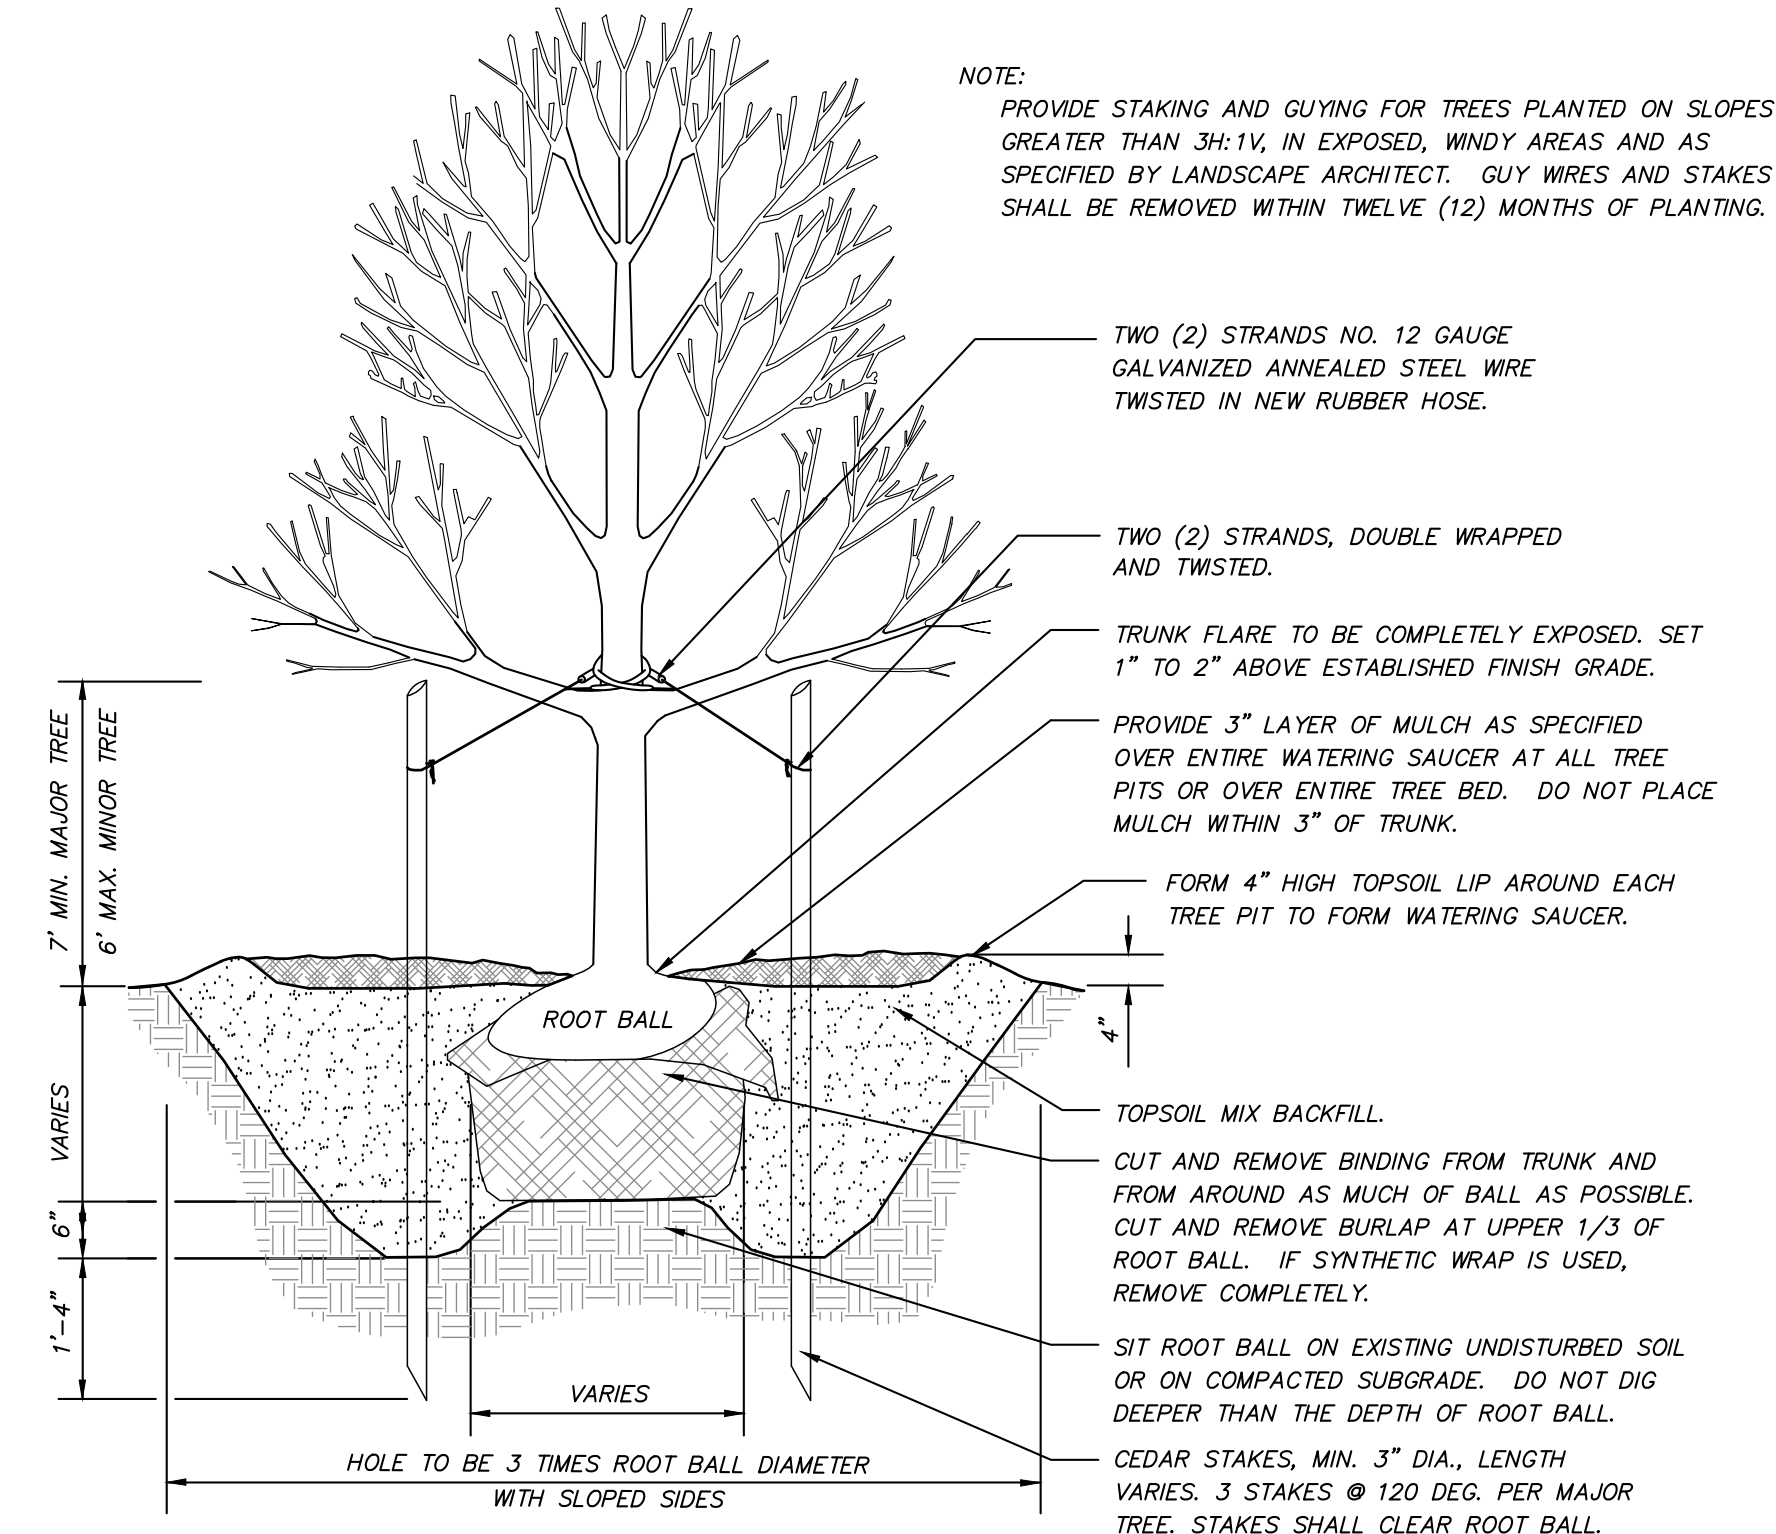 NOTE:
PROVIDE STAKING AND GUYING FOR TREES PLANTED ON SLOPES
GREATER THAN 3H:1V, IN EXPOSED, WINDY AREAS AND AS
SPECIFIED BY LANDSCAPE ARCHITECT. GUY WIRES AND STAKES
SHALL BE REMOVED WITHIN TWELVE (12) MONTHS OF PLANTING.
TWO (2) STRANDS NO. 12 GAUGE
GALVANIZED ANNEALED STEEL WIRE
TWISTED IN NEW RUBBER HOSE.
TWO (2) STRANDS, DOUBLE WRAPPED
AND TWISTED.
TRUNK FLARE TO BE COMPLETELY EXPOSED. SET
1" TO 2" ABOVE ESTABLISHED FINISH GRADE.
PROVIDE 3" LAYER OF MULCH AS SPECIFIED
OVER ENTIRE WATERING SAUCER AT ALL TREE
PITS OR OVER ENTIRE TREE BED. DO NOT PLACE
MULCH WITHIN 3" OF TRUNK.
FORM 4" HIGH TOPSOIL LIP AROUND EACH
TREE PIT TO FORM WATERING SAUCER.
4"
TOPSOIL MIX BACKFILL.
CUT AND REMOVE BINDING FROM TRUNK AND
FROM AROUND AS MUCH OF BALL AS POSSIBLE.
CUT AND REMOVE BURLAP AT UPPER 1/3 OF
ROOT BALL. IF SYNTHETIC WRAP IS USED,
REMOVE COMPLETELY.
SIT ROOT BALL ON EXISTING UNDISTURBED SOIL
OR ON COMPACTED SUBGRADE. DO NOT DIG
DEEPER THAN THE DEPTH OF ROOT BALL.
CEDAR STAKES, MIN. 3" DIA., LENGTH
VARIES. 3 STAKES @ 120 DEG. PER MAJOR
TREE. STAKES SHALL CLEAR ROOT BALL.
7' MIN. MAJOR TREE
6' MAX. MINOR TREE
VARIES
6"
1'-4"
ROOT BALL
VARIES
HOLE TO BE 3 TIMES ROOT BALL DIAMETER
WITH SLOPED SIDES